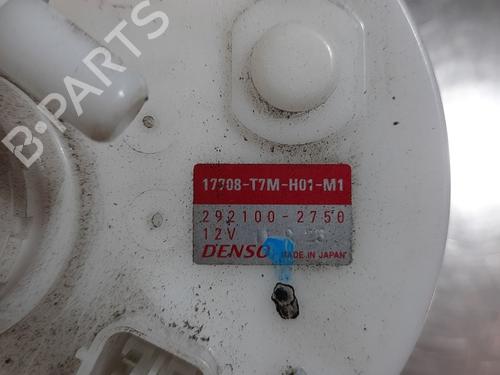 B-PARTS
17708-T7M-H01-M1
292100-2750
12V
DENSO MADE IN JAPAN